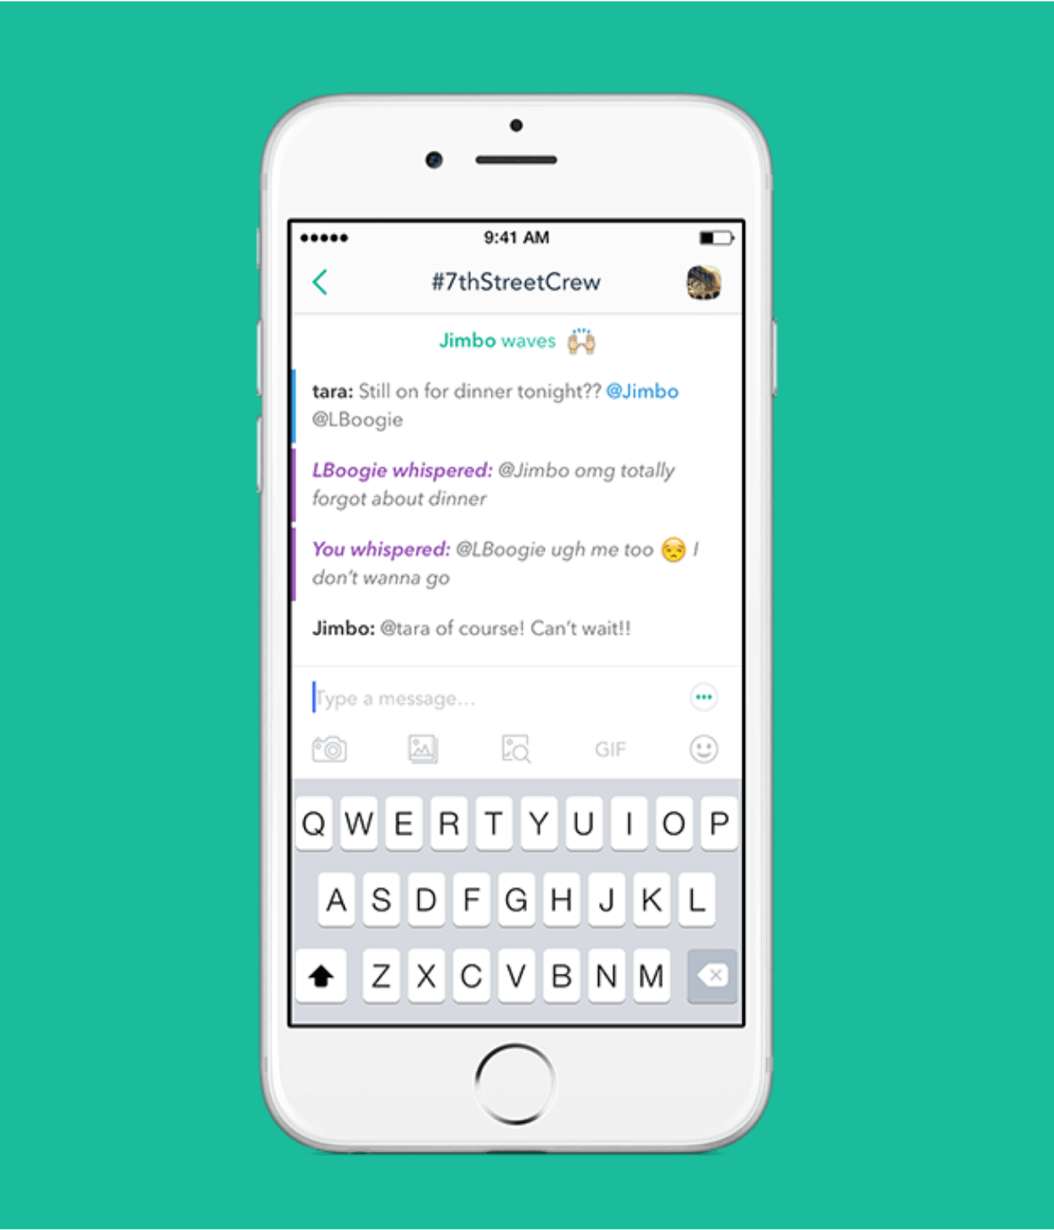 9:41 AM
#7thStreetCrew
Jimbo waves 🙌🏼
tara: Still on for dinner tonight?? @Jimbo
@LBoogie
LBoogie whispered: @Jimbo omg totally
forgot about dinner
You whispered: @LBoogie ugh me too 😒 I
don't wanna go
Jimbo: @tara of course! Can't wait!!
Type a message...
GIF
Q W E R T Y U I O P
A S D F G H J K L
Z X C V B N M